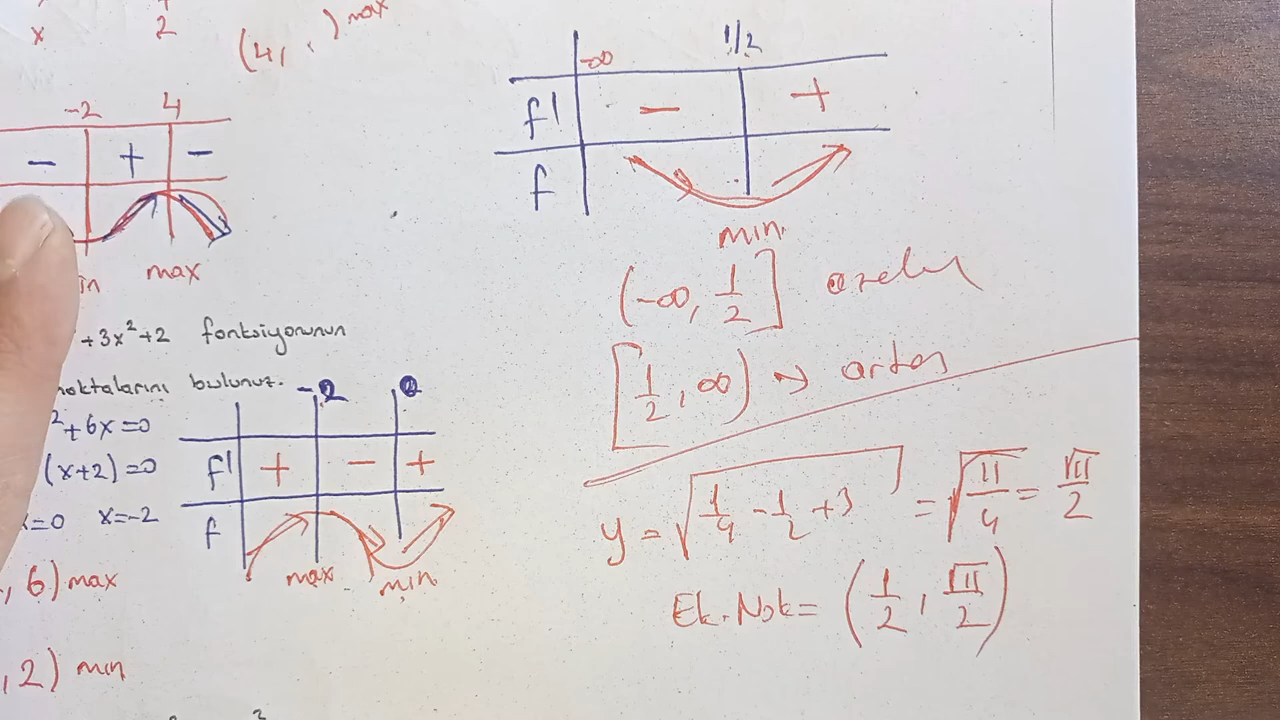 x
2
(4, , ) max
-2 4
- + -
max
+3x²+2 fonksiyonunun
noktalarını bulunuz.
²+6x=0
(x+2)=0
x=0 x=-2
-2 0
f' + - +
f
max min
, 6) max
, 2) min
-∞ 1/2
f' - +
f
min
(-∞, 1/2]
[1/2, ∞) → artan
y = √(1/4 - 1/2 + 3) = √(11/4) = √11/2
Ek. Nok = (1/2, √11/2)